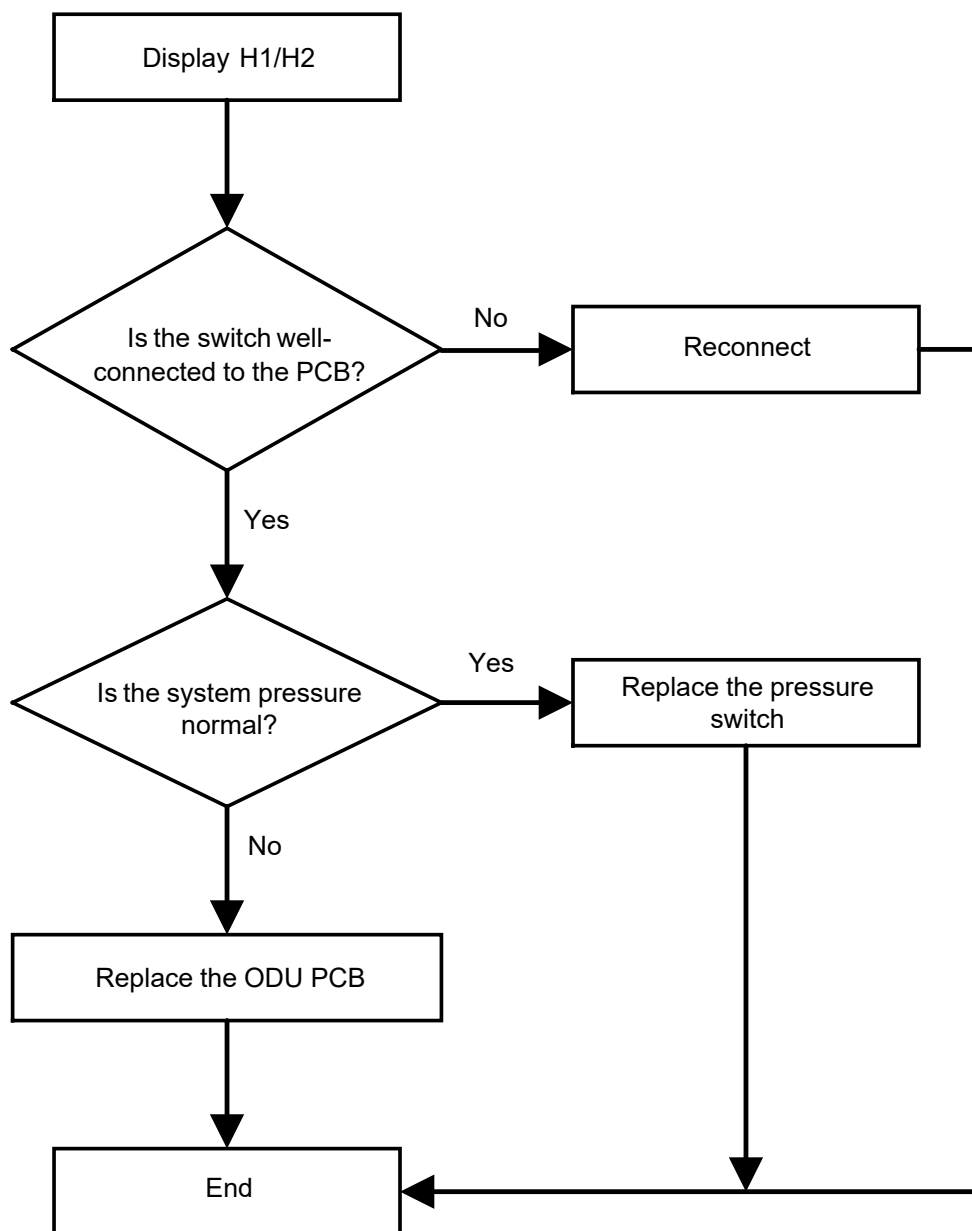 Display H1/H2
Is the switch well-
connected to the PCB?
No
Reconnect
Yes
Is the system pressure
normal?
Yes
Replace the pressure
switch
No
Replace the ODU PCB
End